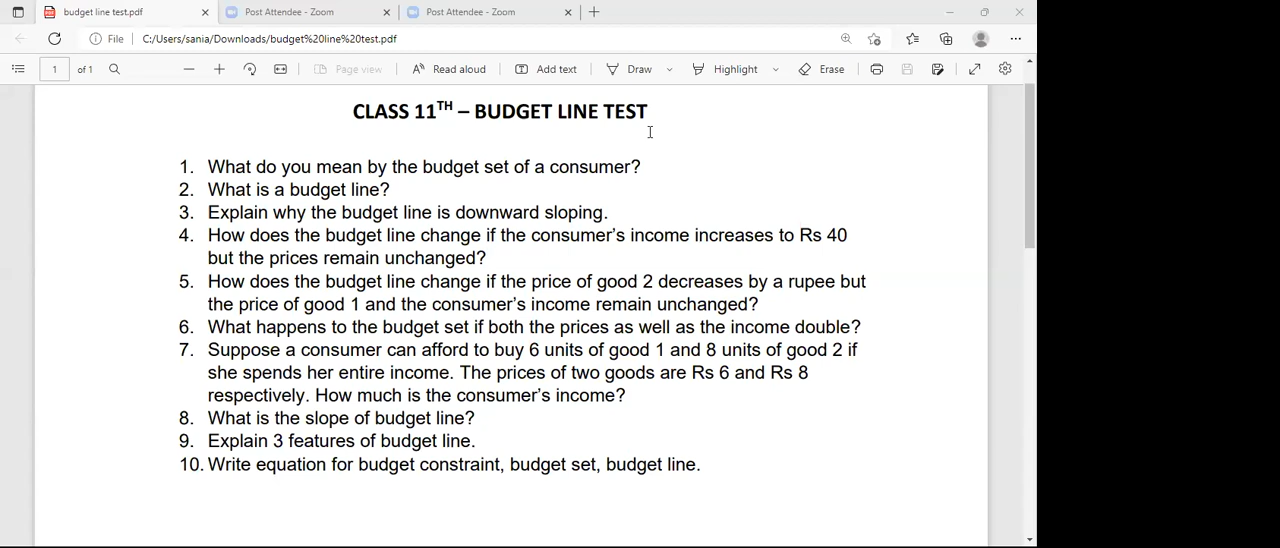 budget line test.pdf
Post Attendee - Zoom
Post Attendee - Zoom
File C:/Users/sania/Downloads/budget%20line%20test.pdf
1 of 1 Page view Read aloud Add text Draw Highlight Erase
CLASS 11TH – BUDGET LINE TEST
1. What do you mean by the budget set of a consumer?
2. What is a budget line?
3. Explain why the budget line is downward sloping.
4. How does the budget line change if the consumer's income increases to Rs 40
but the prices remain unchanged?
5. How does the budget line change if the price of good 2 decreases by a rupee but
the price of good 1 and the consumer's income remain unchanged?
6. What happens to the budget set if both the prices as well as the income double?
7. Suppose a consumer can afford to buy 6 units of good 1 and 8 units of good 2 if
she spends her entire income. The prices of two goods are Rs 6 and Rs 8
respectively. How much is the consumer's income?
8. What is the slope of budget line?
9. Explain 3 features of budget line.
10. Write equation for budget constraint, budget set, budget line.